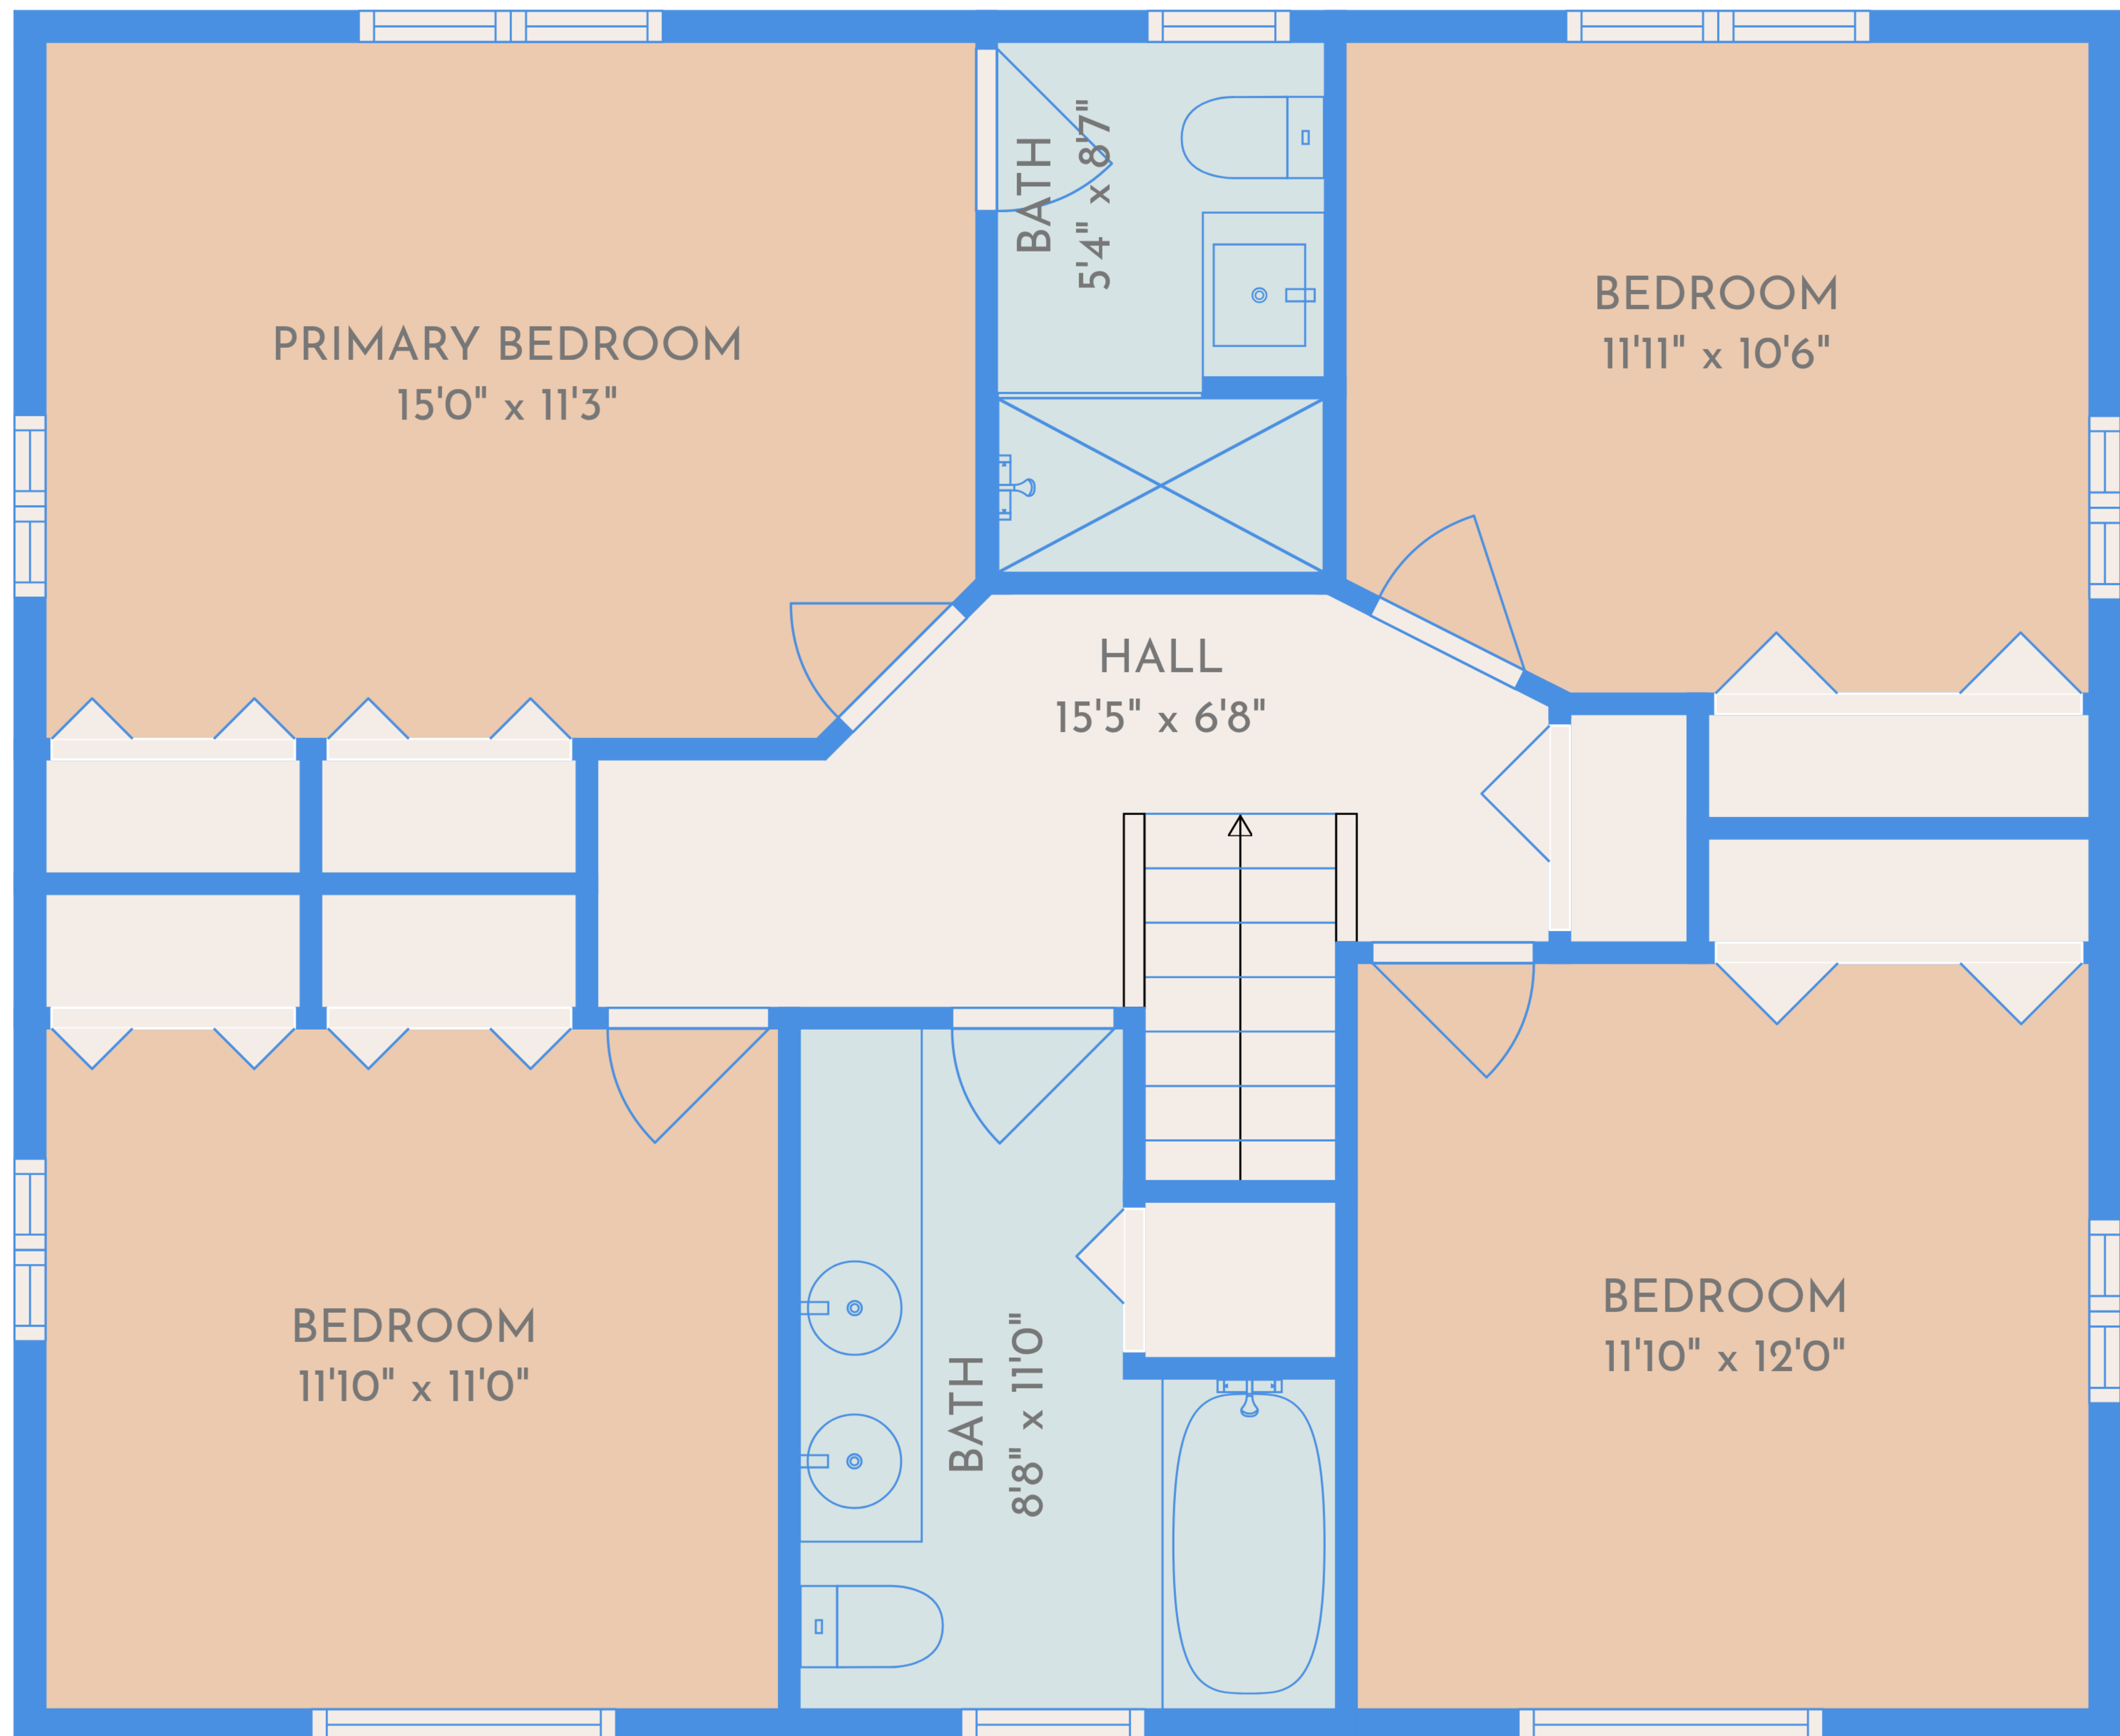 PRIMARY BEDROOM
15'0" x 11'3"
BATH
5'4" x 8'7"
BEDROOM
11'11" x 10'6"
HALL
15'5" x 6'8"
BEDROOM
11'10" x 11'0"
BATH
8'8" x 11'0"
BEDROOM
11'10" x 12'0"